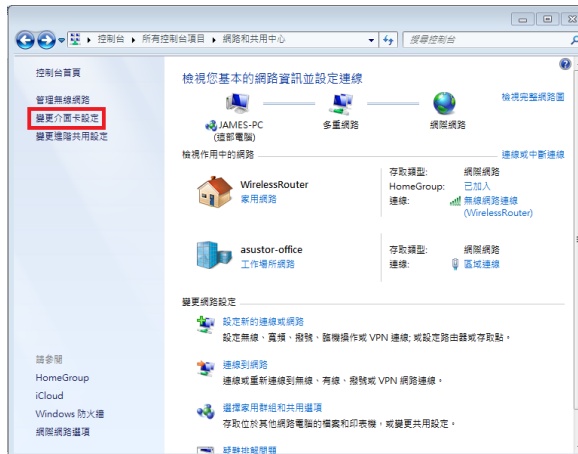 控制台 所有控制台項目 網路和共用中心
搜尋控制台
控制台首頁
管理無線網路
變更介面卡設定
變更進階共用設定
檢視您基本的網路資訊並設定連線
檢視完整網路圖
JAMES-PC
(這部電腦)
多重網路
網際網路
檢視作用中的網路
連線或中斷連線
WirelessRouter
家用網路
存取類型: 網際網路
HomeGroup: 已加入
連線: 無線網路連線
(WirelessRouter)
asustor-office
工作場所網路
存取類型: 網際網路
連線: 區域連線
變更網路設定
設定新的連線或網路
設定無線、寬頻、撥號、臨機操作或 VPN 連線; 或設定路由器或存取點。
連線到網路
連線或重新連線到無線、有線、撥號或 VPN 網路連線。
選擇家用群組和共用選項
存取位於其他網路電腦的檔案和印表機，或變更共用設定。
疑難排解問題
請參閱
HomeGroup
iCloud
Windows 防火牆
網際網路選項